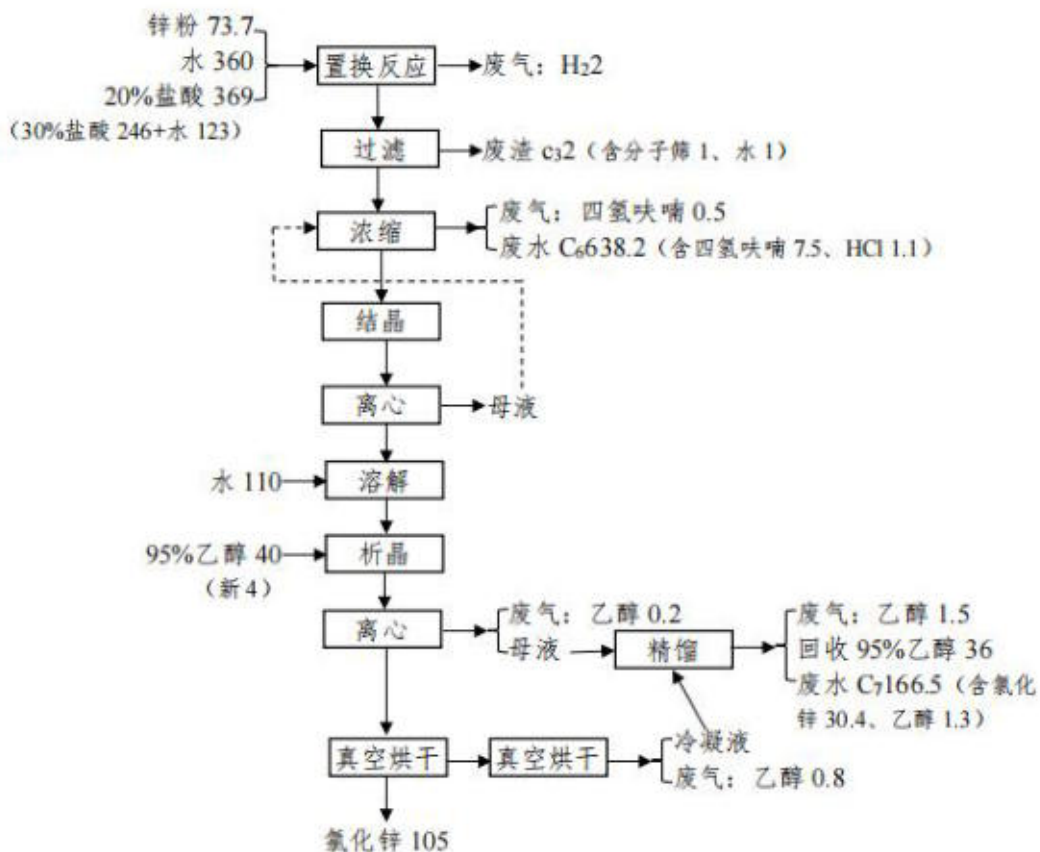 锌粉 73.7
水 360
20%盐酸 369
（30%盐酸 246+水 123）
置换反应
废气：H₂2
过滤
废渣 c₃2（含分子筛 1、水 1）
浓缩
废气：四氢呋喃 0.5
废水 C₆638.2（含四氢呋喃 7.5、HCl 1.1）
结晶
离心
母液
水 110
溶解
95%乙醇 40
（新 4）
析晶
离心
废气：乙醇 0.2
母液
精馏
废气：乙醇 1.5
回收 95%乙醇 36
废水 C₇166.5（含氯化
锌 30.4、乙醇 1.3）
真空烘干
真空烘干
冷凝液
废气：乙醇 0.8
氯化锌 105